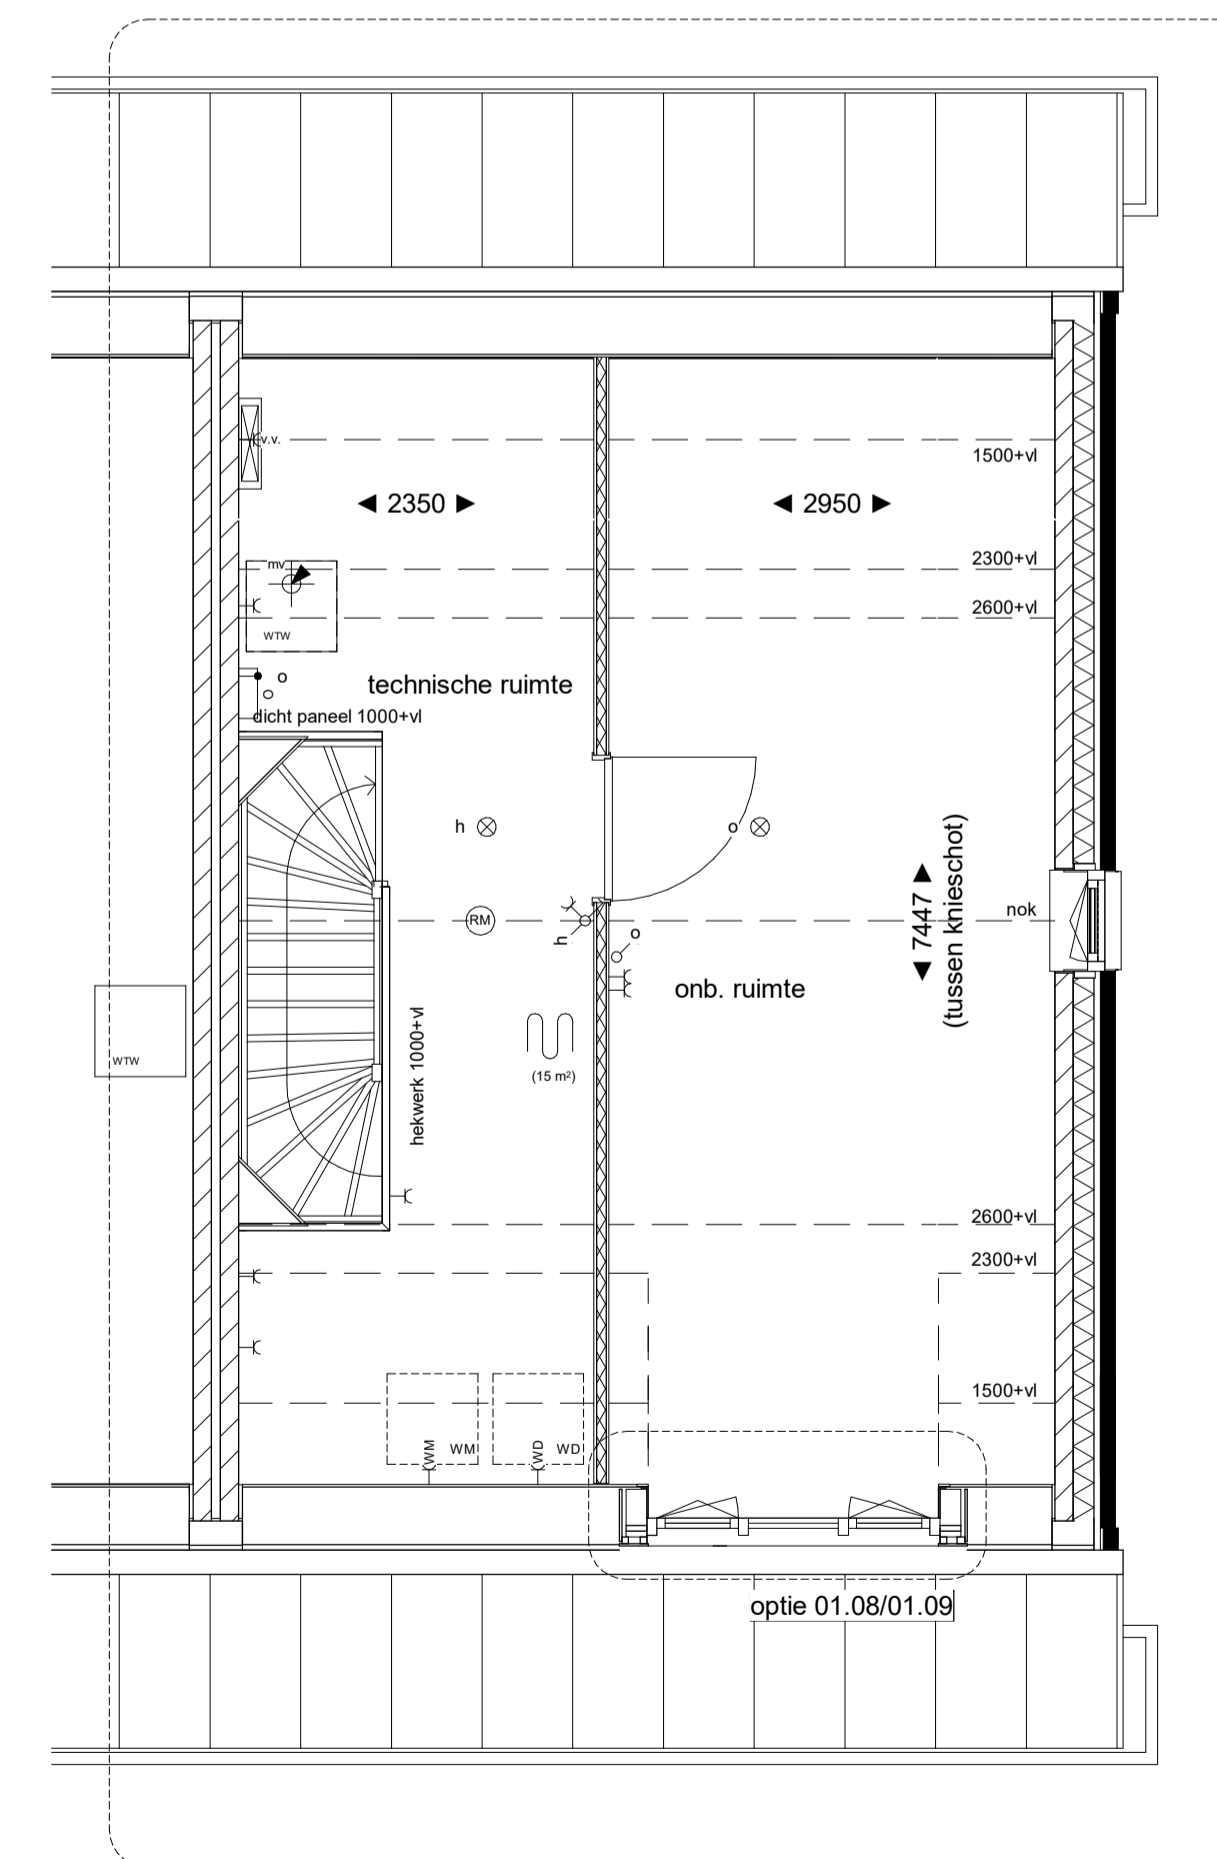 v.v.
1500+vl
◄ 2350 ►
◄ 2950 ►
mv
2300+vl
2600+vl
WTW
o
technische ruimte
dicht paneel 1000+vl
h
o
◄ 7447 ►
(tussen knieschot)
RM
nok
h
o
onb. ruimte
hekwerk 1000+vl
WTW
(15 m²)
2600+vl
2300+vl
1500+vl
WM
WM
WD
WD
optie 01.08/01.09